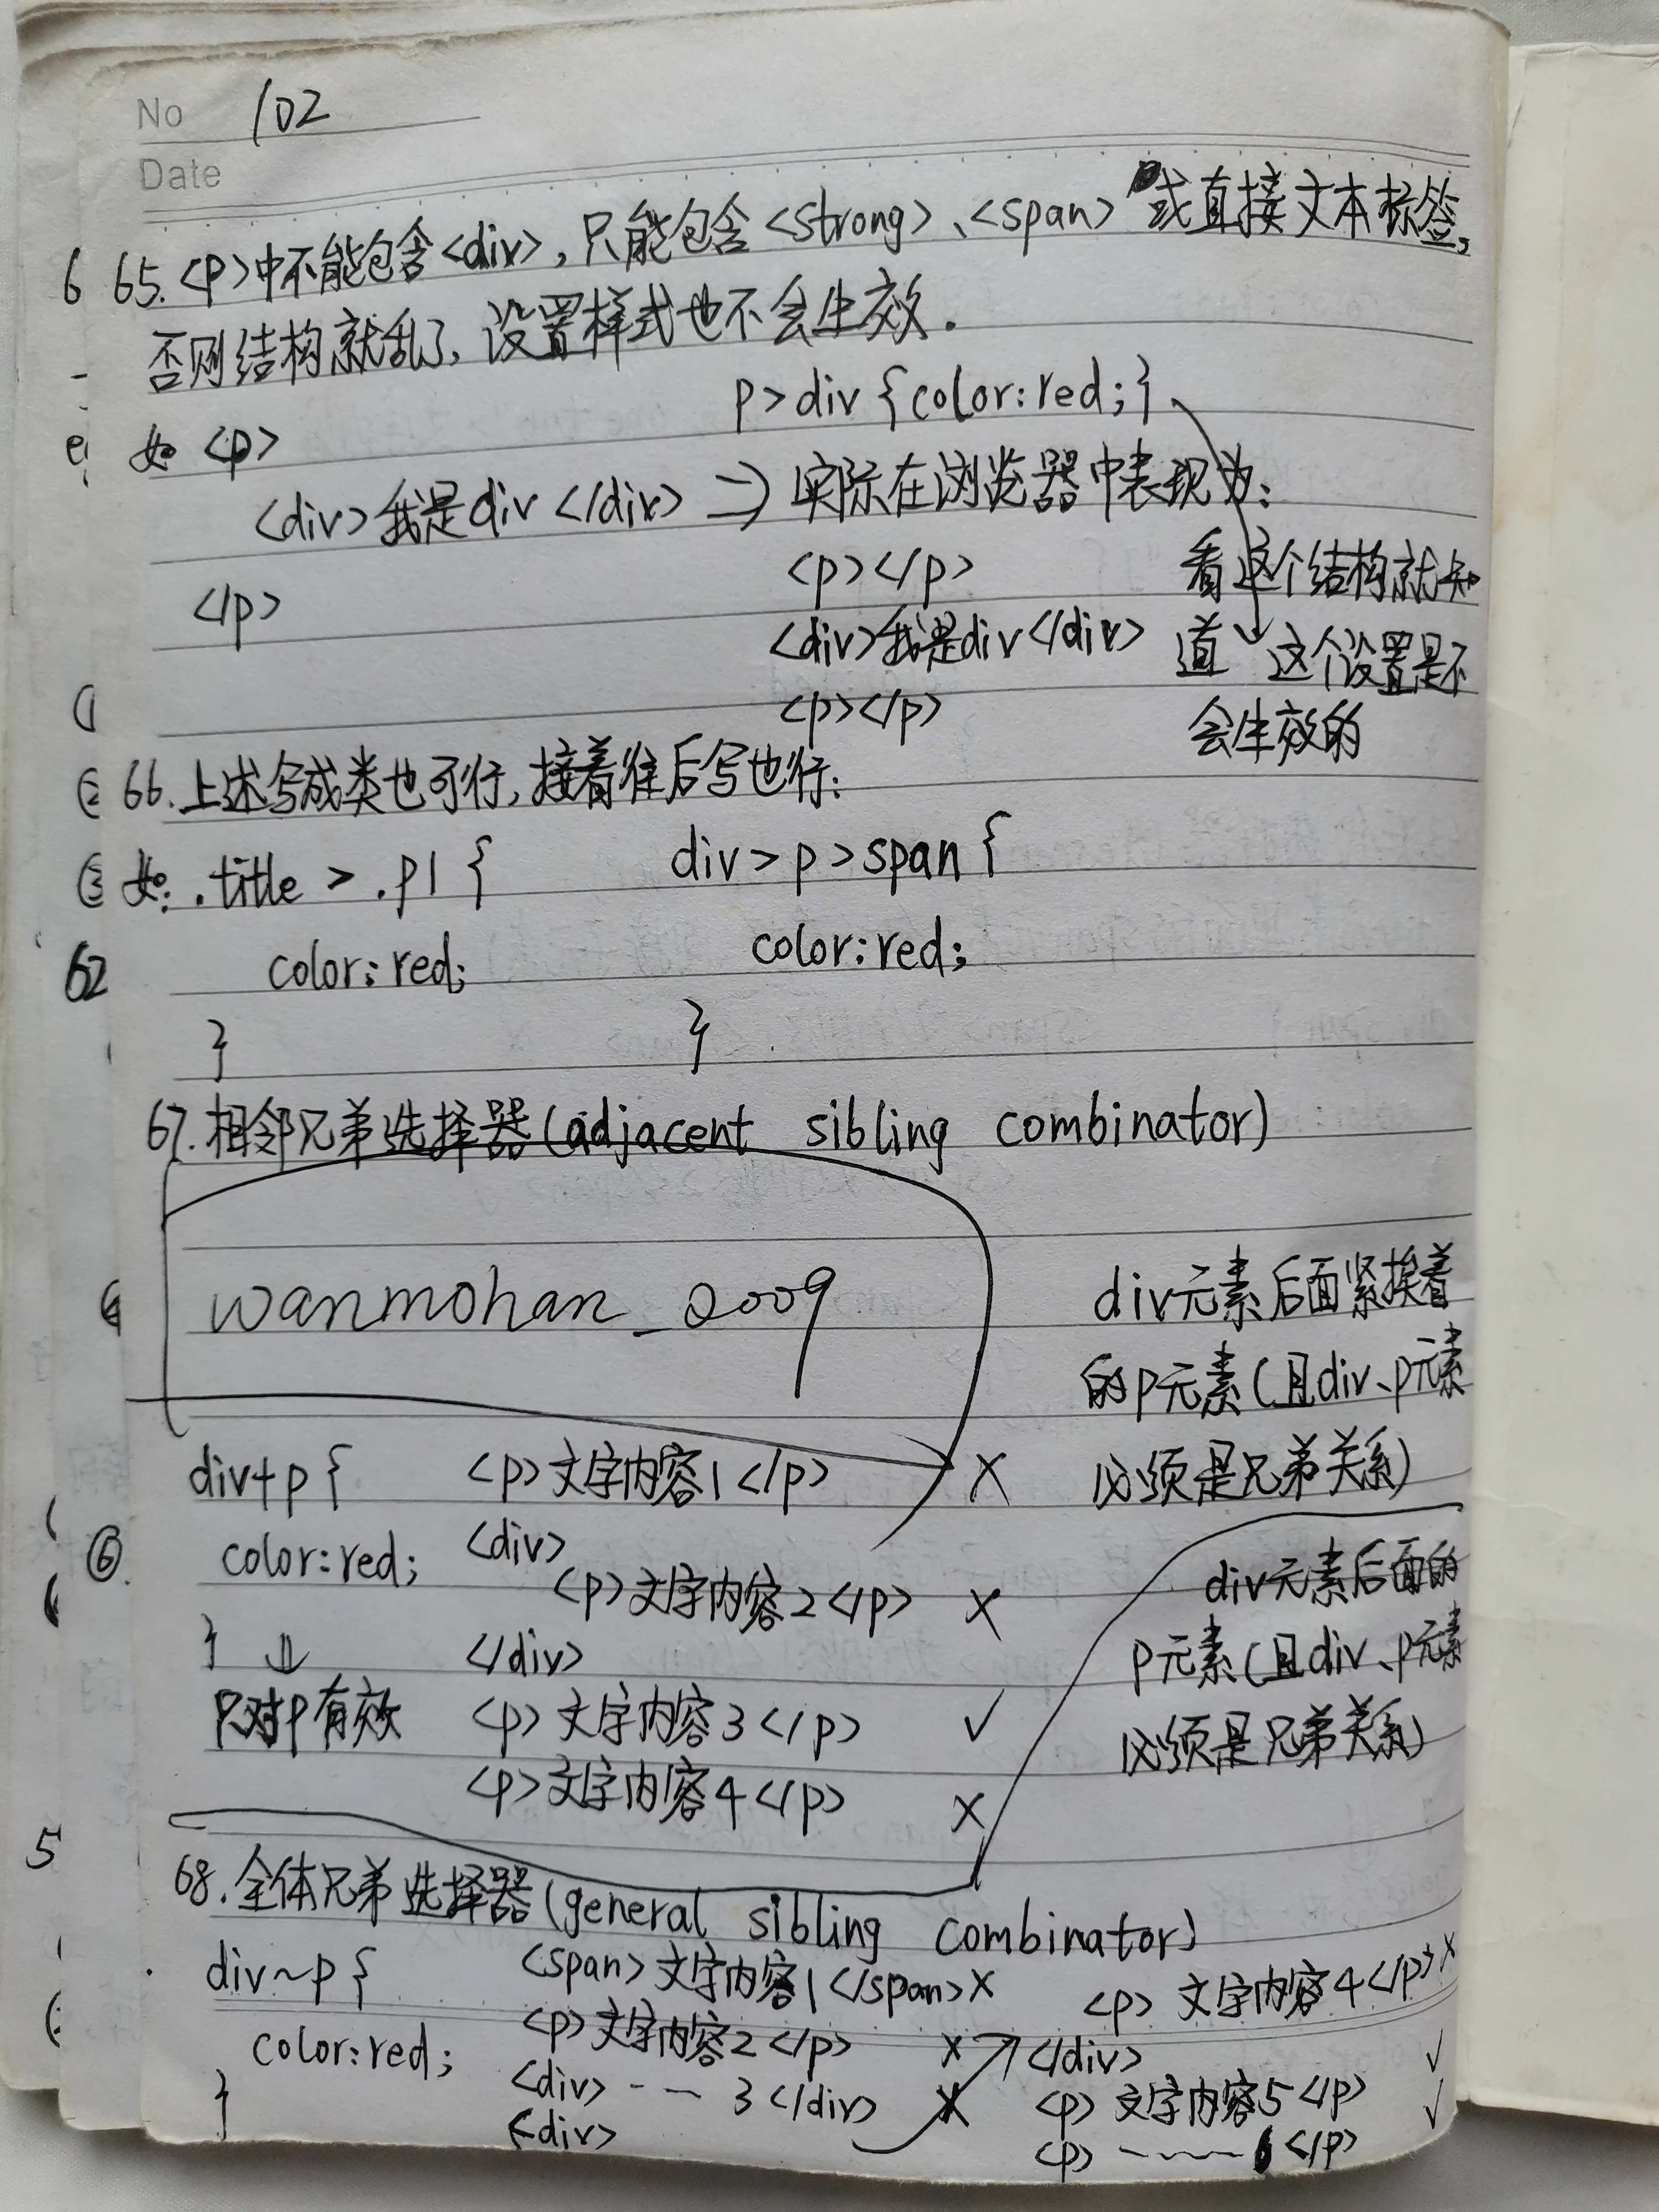 No 102
Date
65.<p>中不能包含<div>,只能包含<strong>、<span>或直接文本标签,
否则结构就乱了,设置样式也不会生效.
p>div{color:red;}
如 <p>
<div>我是div</div> => 实际在浏览器中表现为:
</p>
<p></p>
<div>我是div</div>
<p></p>
看这个结构就知
道 这个设置是不
会生效的
66.上述写成类也可行,接着往后写也行:
如: .title > .p1 {
color:red;
}
div>p>span{
color:red;
}
67.相邻兄弟选择器(adjacent sibling combinator)
wanmohan_2009
div元素后面紧挨着
的p元素(且div、p元素
必须是兄弟关系)
div+p{
color:red;
} ⇓
只对p有效
<p>文字内容1</p> ×
<div>
<p>文字内容2</p> ×
</div>
<p>文字内容3</p> ✓
<p>文字内容4</p> ×
div元素后面的
p元素(且div、p元素
必须是兄弟关系)
68.全体兄弟选择器(general sibling combinator)
div~p{
color:red;
}
<span>文字内容1</span> ×
<p>文字内容2</p> ×
<div> -- 3</div> ×
<div>
<p>文字内容4</p> ×
</div>
<p>文字内容5</p> ✓
<p> ---- 6</p> ✓
6
①
②
③
62
⑥.
5